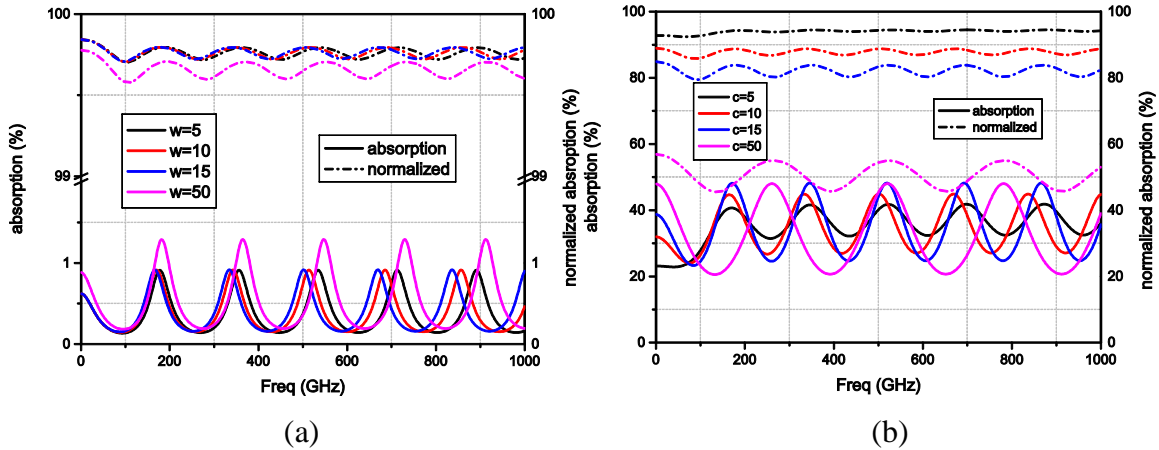 100
99
1
0
absorption (%)
w=5
w=10
w=15
w=50
absorption
normalized
100
99
1
0
normalized absroption (%)
0
200
400
600
800
1000
Freq (GHz)
(a)
100
80
60
40
20
0
absorption (%)
c=5
c=10
c=15
c=50
absorption
normalized
100
80
60
40
20
0
normalized absorption (%)
0
200
400
600
800
1000
Freq (GHz)
(b)